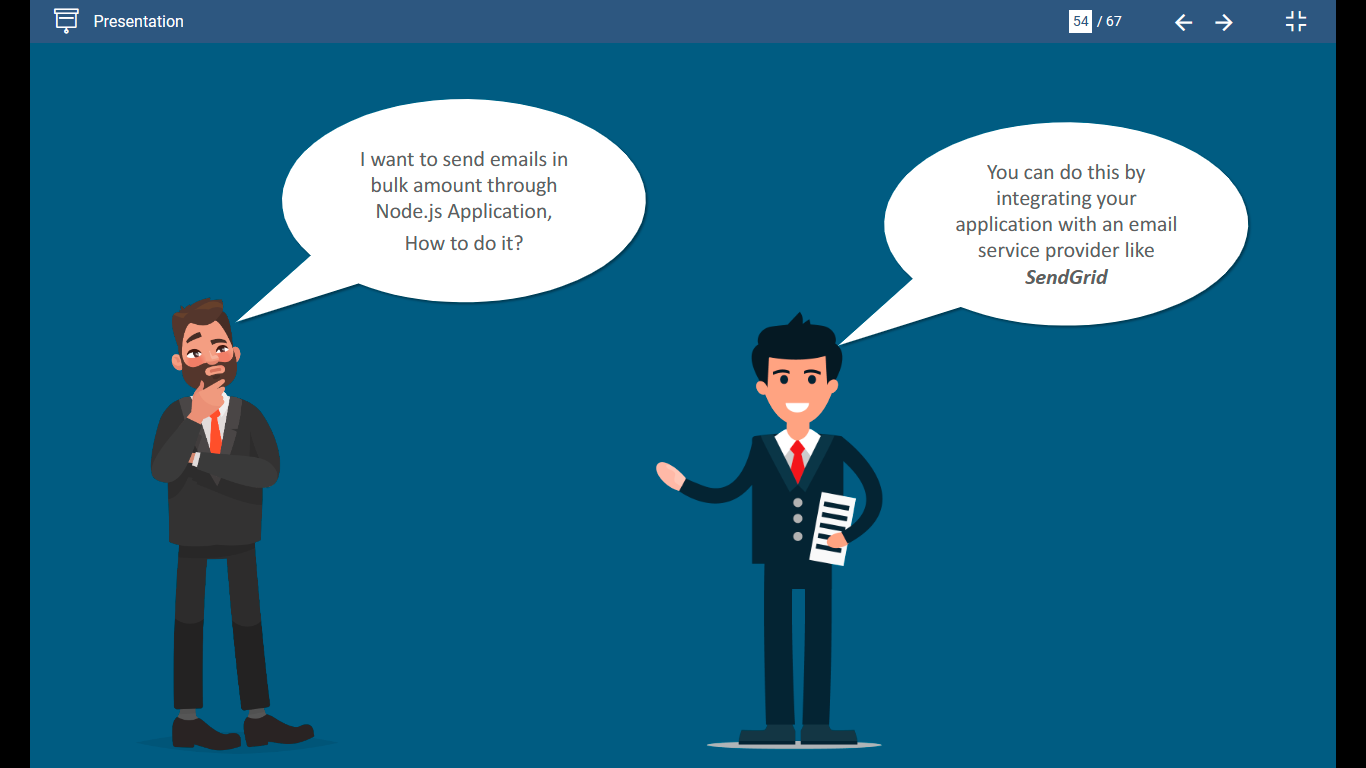 Presentation
54 / 67
I want to send emails in
bulk amount through
Node.js Application,
How to do it?
You can do this by
integrating your
application with an email
service provider like
SendGrid